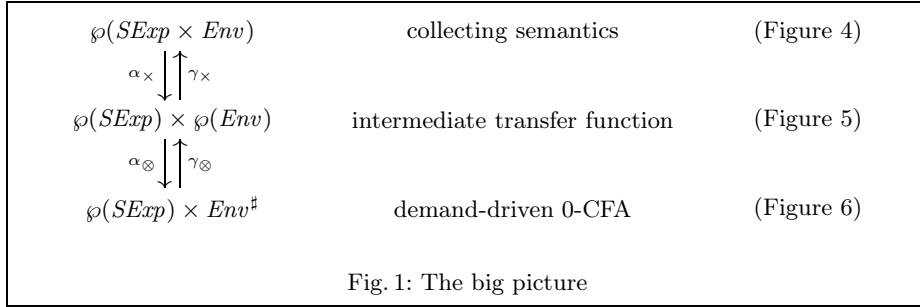 ℘(SExp × Env) collecting semantics (Figure 4)
α× γ×
℘(SExp) × ℘(Env) intermediate transfer function (Figure 5)
α⊗ γ⊗
℘(SExp) × Env♯ demand-driven 0-CFA (Figure 6)
Fig. 1: The big picture